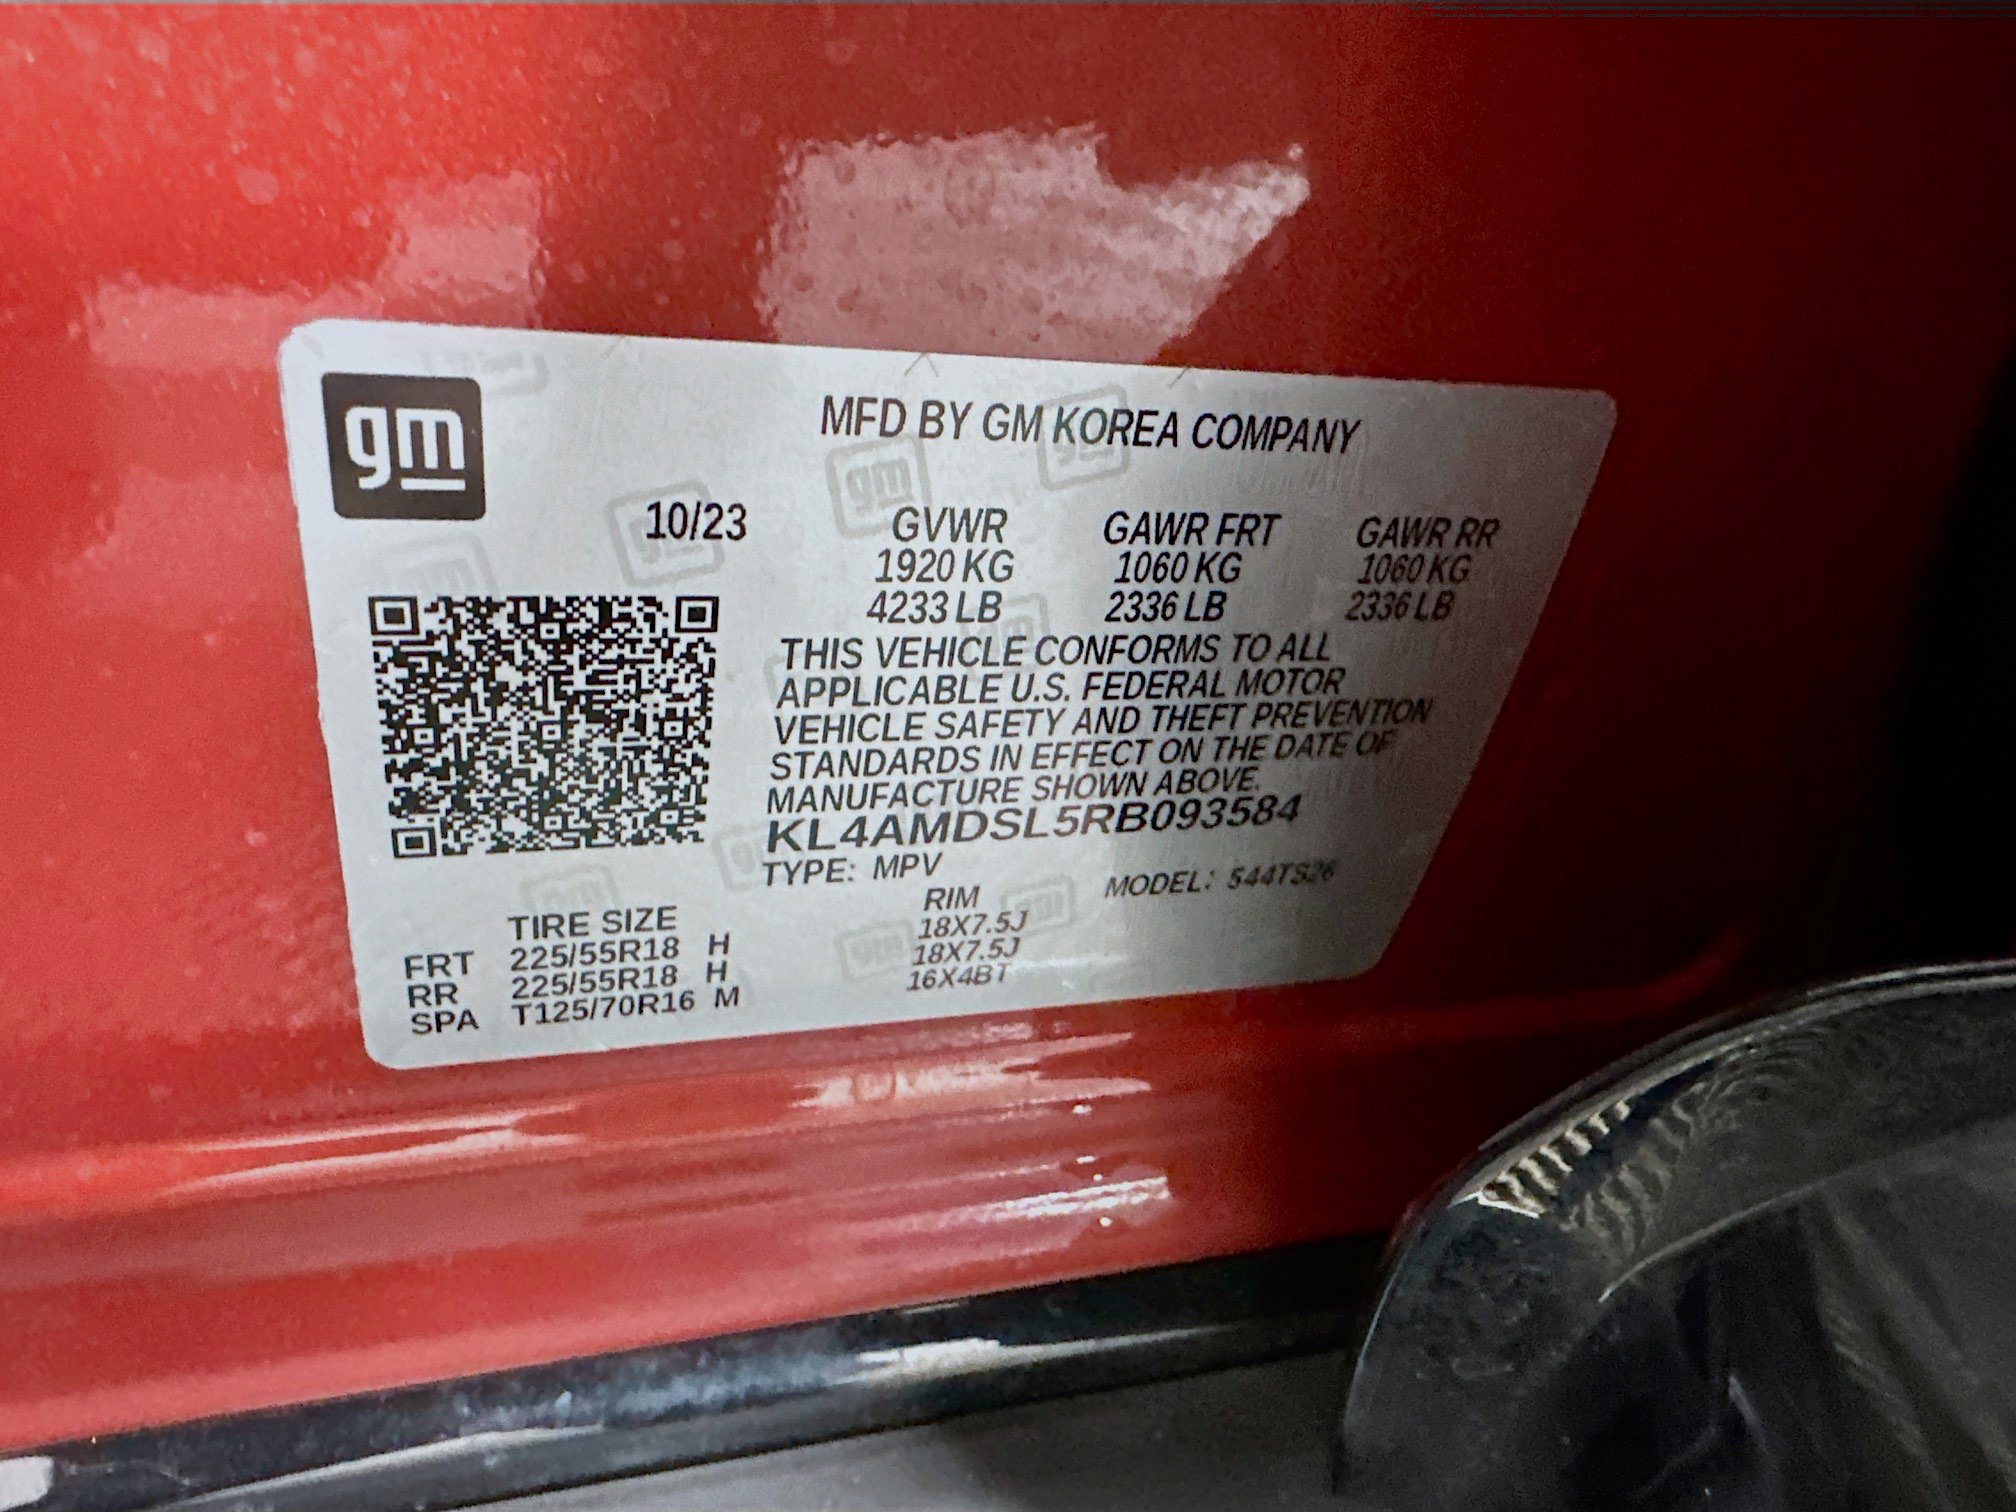 gm
MFD BY GM KOREA COMPANY
10/23
GVWR GAWR FRT GAWR RR
1920 KG 1060 KG 1060 KG
4233 LB 2336 LB 2336 LB
THIS VEHICLE CONFORMS TO ALL
APPLICABLE U.S. FEDERAL MOTOR
VEHICLE SAFETY AND THEFT PREVENTION
STANDARDS IN EFFECT ON THE DATE OF
MANUFACTURE SHOWN ABOVE.
KL4AMDSL5RB093584
TYPE: MPV MODEL: 544TS26
TIRE SIZE RIM
FRT 225/55R18 H 18X7.5J
RR 225/55R18 H 18X7.5J
SPA T125/70R16 M 16X4BT